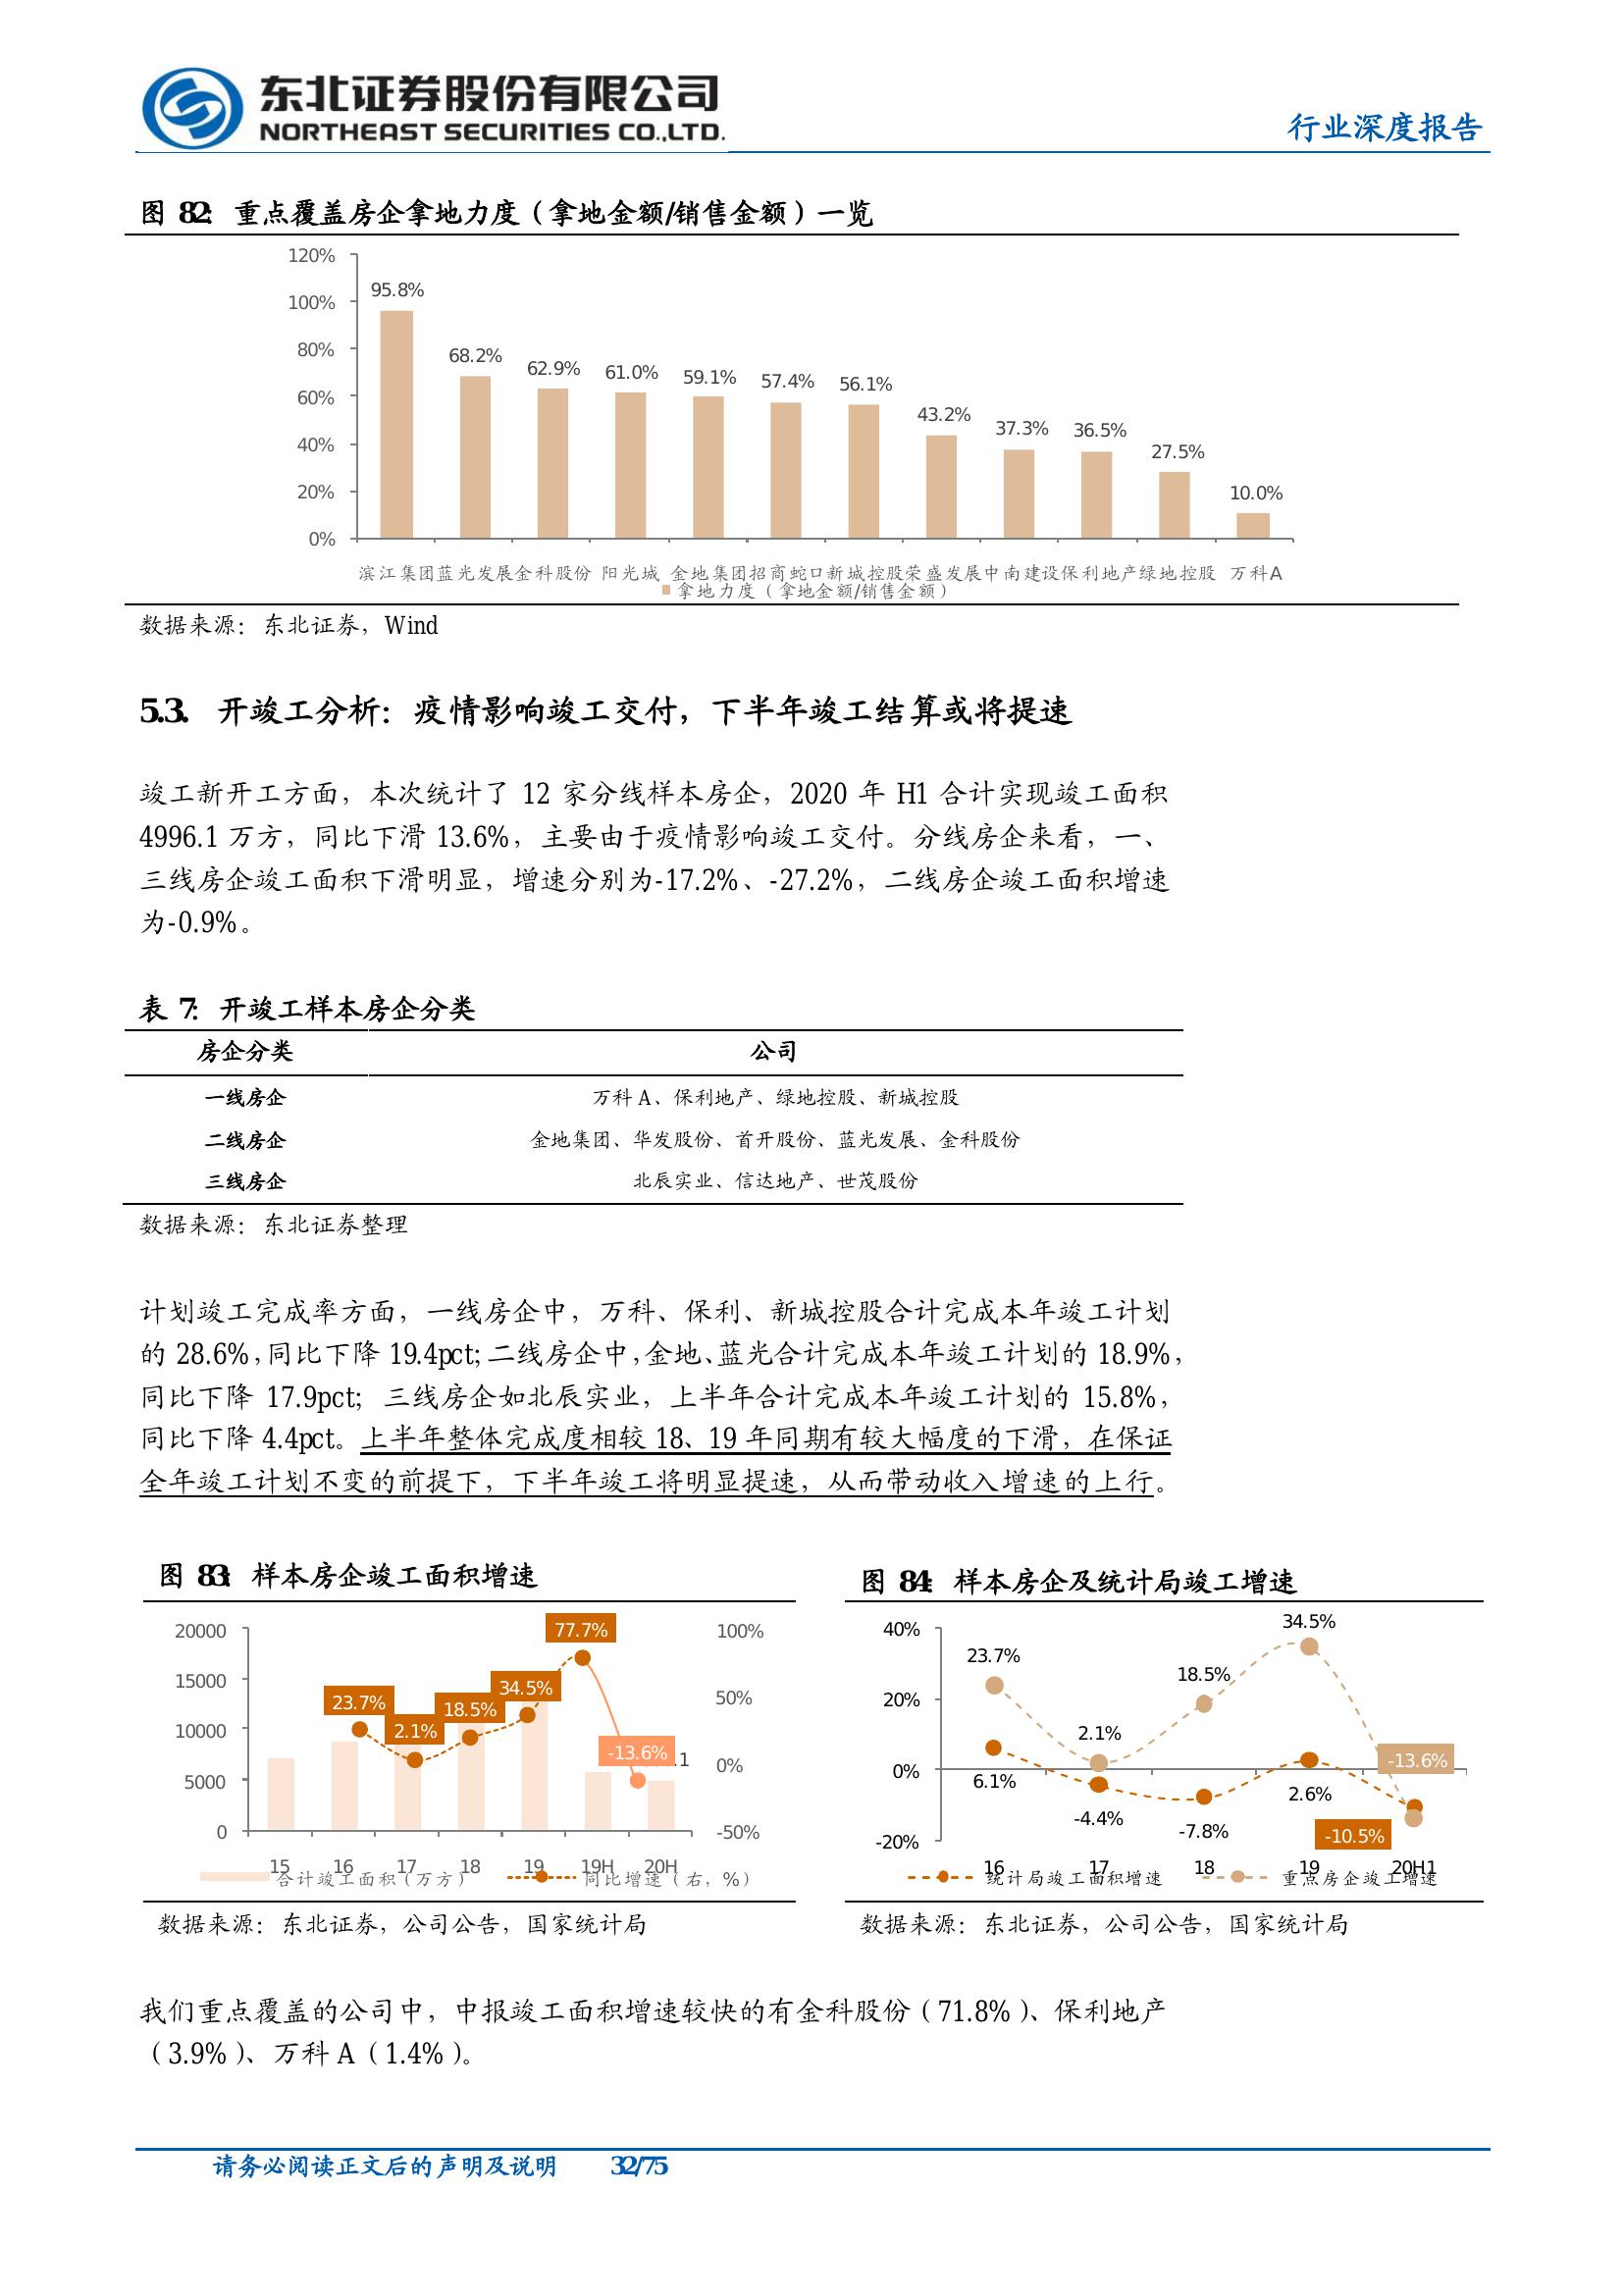 东北证券股份有限公司
NORTHEAST SECURITIES CO.,LTD.
行业深度报告
图 82：重点覆盖房企拿地力度（拿地金额/销售金额）一览
120%
100%
80%
60%
40%
20%
0%
95.8%
68.2%
62.9%
61.0%
59.1%
57.4%
56.1%
43.2%
37.3%
36.5%
27.5%
10.0%
滨江集团 蓝光发展 金科股份 阳光城 金地集团 招商蛇口 新城控股 荣盛发展 中南建设 保利地产 绿地控股 万科A
拿地力度（拿地金额/销售金额）
数据来源：东北证券，Wind
5.3. 开竣工分析：疫情影响竣工交付，下半年竣工结算或将提速
竣工新开工方面，本次统计了 12 家分线样本房企，2020 年 H1 合计实现竣工面积
4996.1 万方，同比下滑 13.6%，主要由于疫情影响竣工交付。分线房企来看，一、
三线房企竣工面积下滑明显，增速分别为-17.2%、-27.2%，二线房企竣工面积增速
为-0.9%。
表 7：开竣工样本房企分类
房企分类 公司
一线房企 万科 A、保利地产、绿地控股、新城控股
二线房企 金地集团、华发股份、首开股份、蓝光发展、金科股份
三线房企 北辰实业、信达地产、世茂股份
数据来源：东北证券整理
计划竣工完成率方面，一线房企中，万科、保利、新城控股合计完成本年竣工计划
的 28.6%，同比下降 19.4pct；二线房企中，金地、蓝光合计完成本年竣工计划的 18.9%，
同比下降 17.9pct；三线房企如北辰实业，上半年合计完成本年竣工计划的 15.8%，
同比下降 4.4pct。上半年整体完成度相较 18、19 年同期有较大幅度的下滑，在保证
全年竣工计划不变的前提下，下半年竣工将明显提速，从而带动收入增速的上行。
图 83：样本房企竣工面积增速
20000
15000
10000
5000
0
100%
50%
0%
-50%
23.7%
2.1%
18.5%
34.5%
77.7%
-13.6%
.1
15 16 17 18 19 19H 20H
合计竣工面积（万方） 同比增速（右，%）
数据来源：东北证券，公司公告，国家统计局
图 84：样本房企及统计局竣工增速
40%
20%
0%
-20%
23.7%
2.1%
18.5%
34.5%
-13.6%
6.1%
-4.4%
-7.8%
2.6%
-10.5%
16 17 18 19 20H1
统计局竣工面积增速 重点房企竣工增速
数据来源：东北证券，公司公告，国家统计局
我们重点覆盖的公司中，中报竣工面积增速较快的有金科股份（71.8%）、保利地产
（3.9%）、万科 A（1.4%）。
请务必阅读正文后的声明及说明 32/75